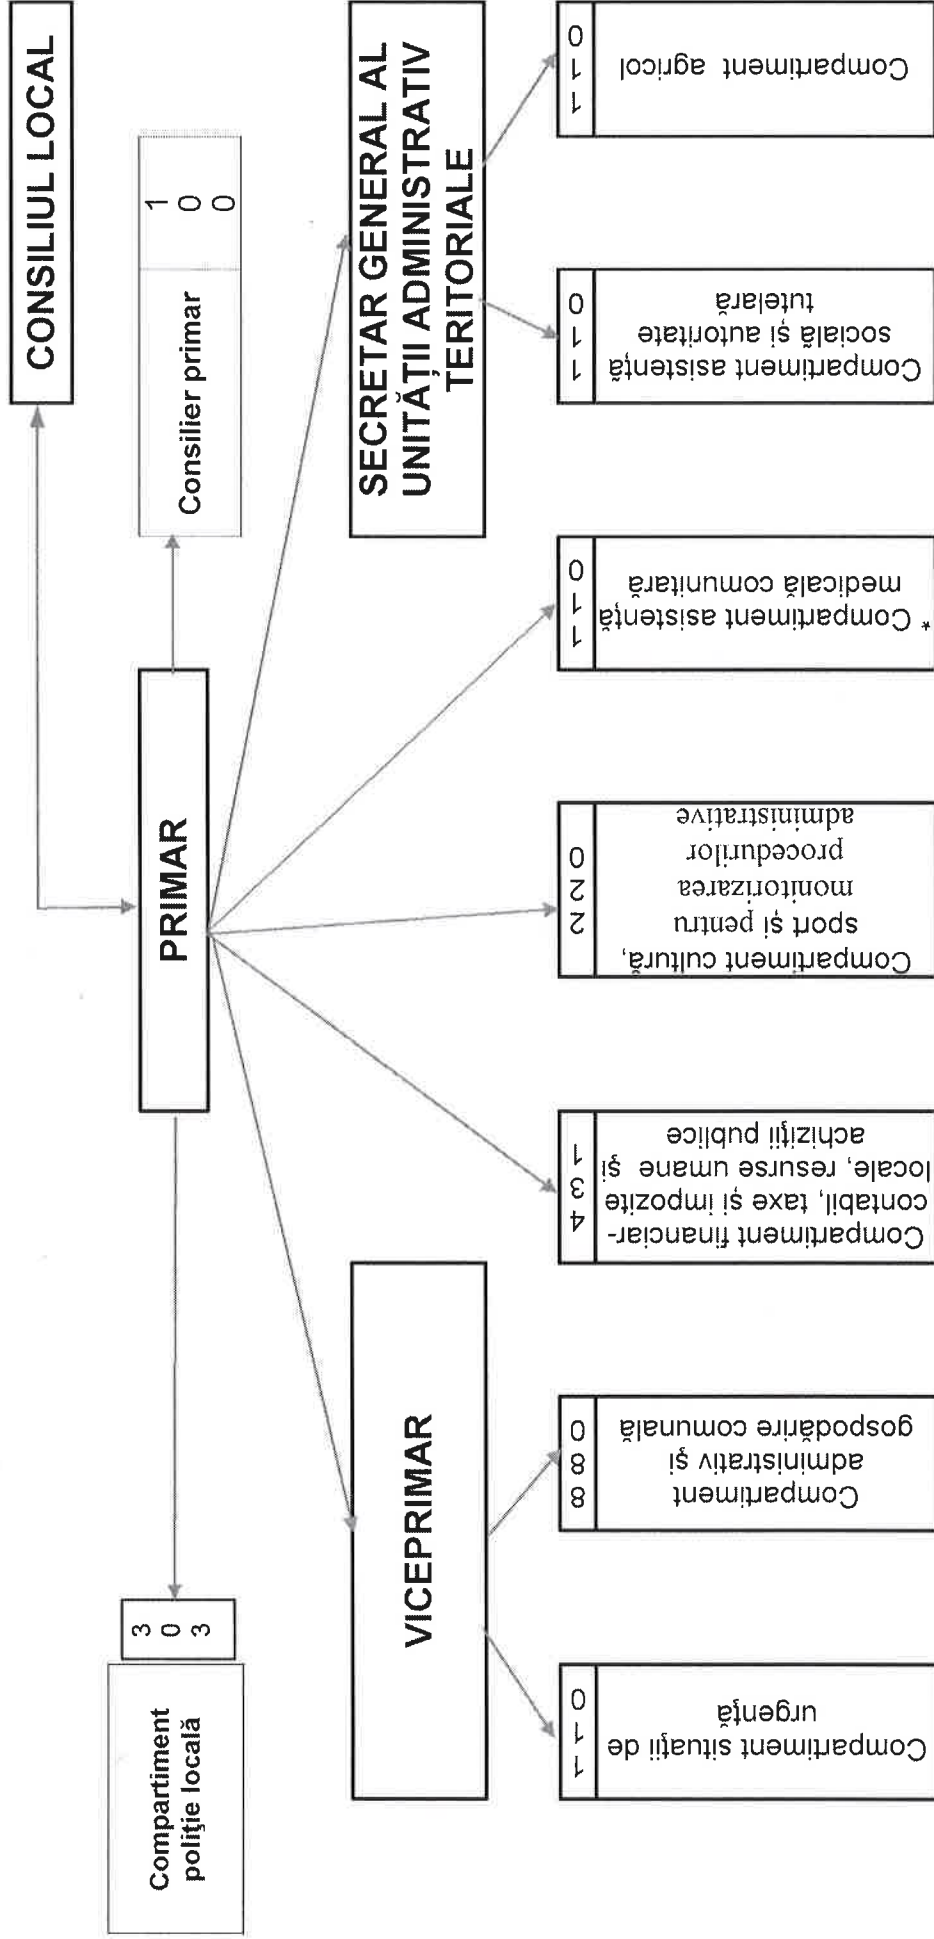 CONSILIUL LOCAL
PRIMAR
Consilier primar
1
0
0
Compartiment
poliție locală
3
0
3
VICEPRIMAR
SECRETAR GENERAL AL
UNITĂȚII ADMINISTRATIV
TERITORIALE
1 1 0
Compartiment situații de
urgență
8 8 0
Compartiment
administrativ și
gospodărire comunală
4 3 1
Compartiment financiar-
contabil, taxe și impozite
locale, resurse umane și
achiziții publice
2 2 0
Compartiment cultură,
sport și pentru
monitorizarea
procedurilor
administrative
1 1 0
* Compartiment asistență
medicală comunitară
1 1 0
Compartiment asistență
socială și autoritate
tutelară
1 1 0
Compartiment agricol